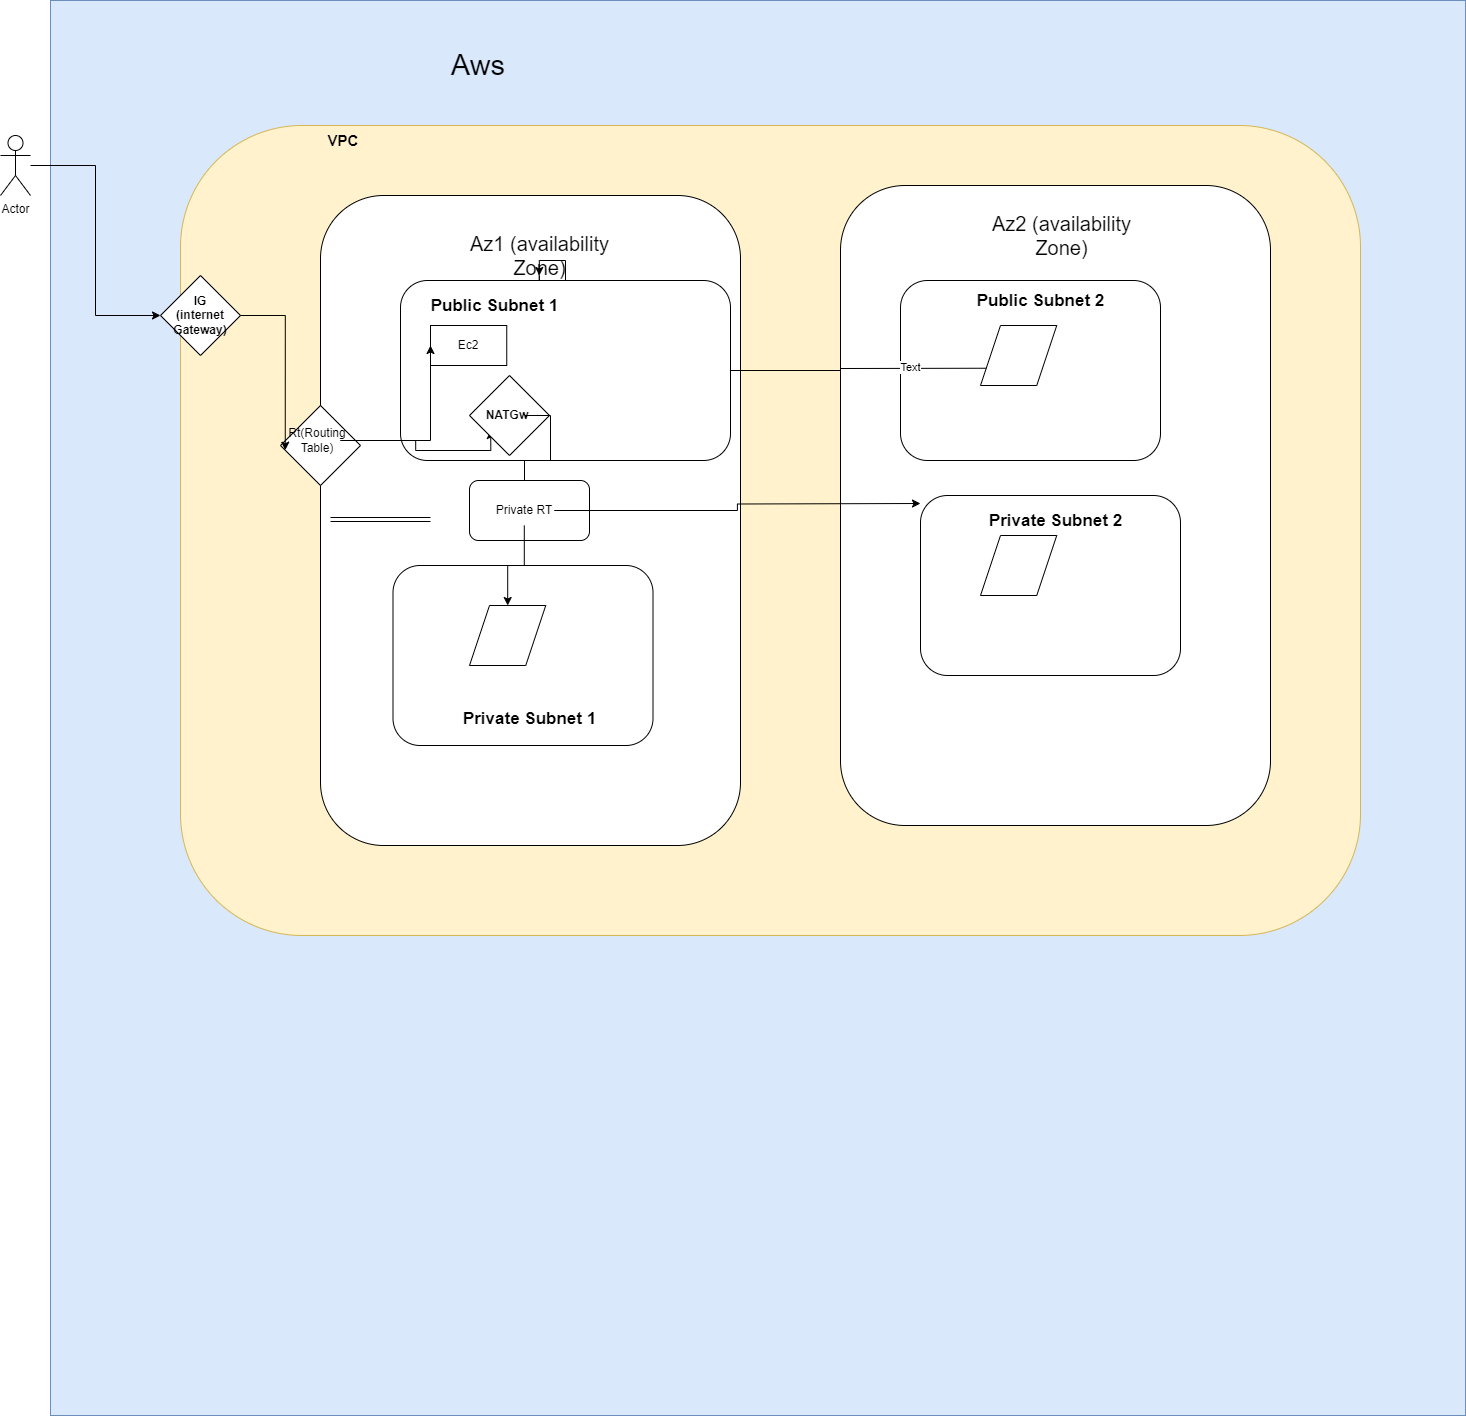 Aws
VPC
Actor
Az1 (availability
Zone)
Az2 (availability
Zone)
Public Subnet 1
Public Subnet 2
IG
(internet
Gateway)
Ec2
Text
NATGw
Rt(Routing
Table)
Private RT
Private Subnet 2
Private Subnet 1